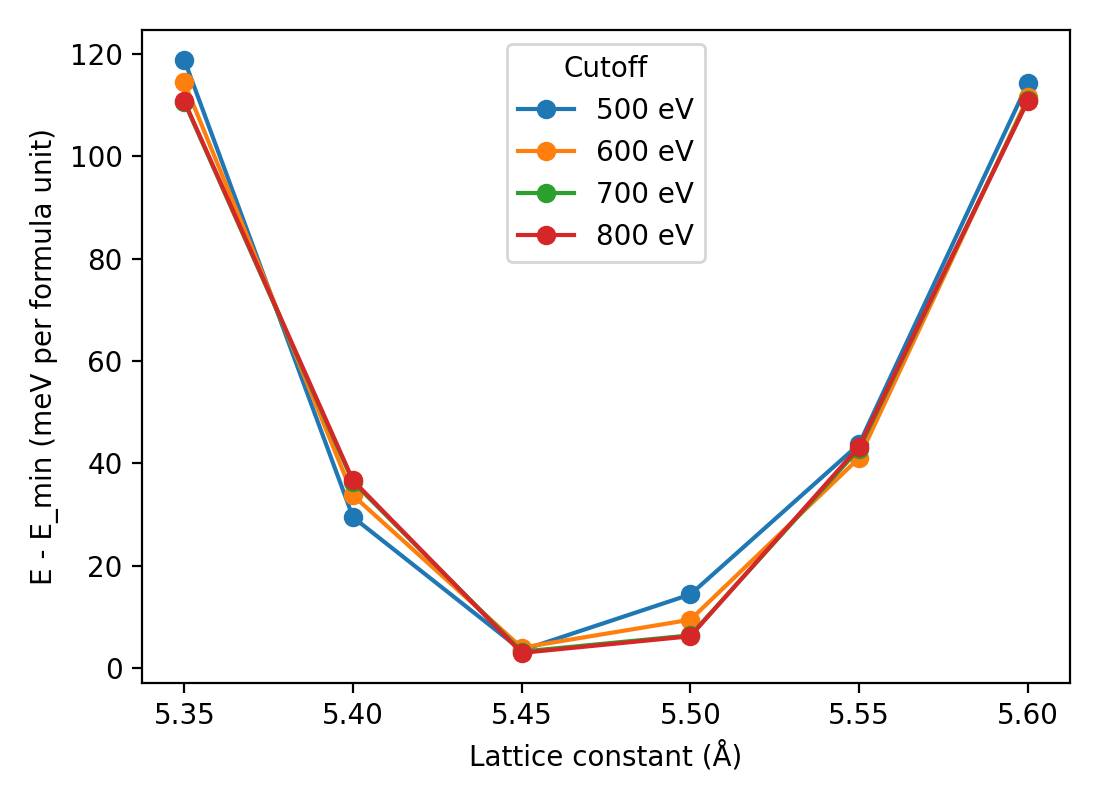 120
100
80
60
40
20
0
E - E_min (meV per formula unit)
Cutoff
500 eV
600 eV
700 eV
800 eV
5.35 5.40 5.45 5.50 5.55 5.60
Lattice constant (Å)